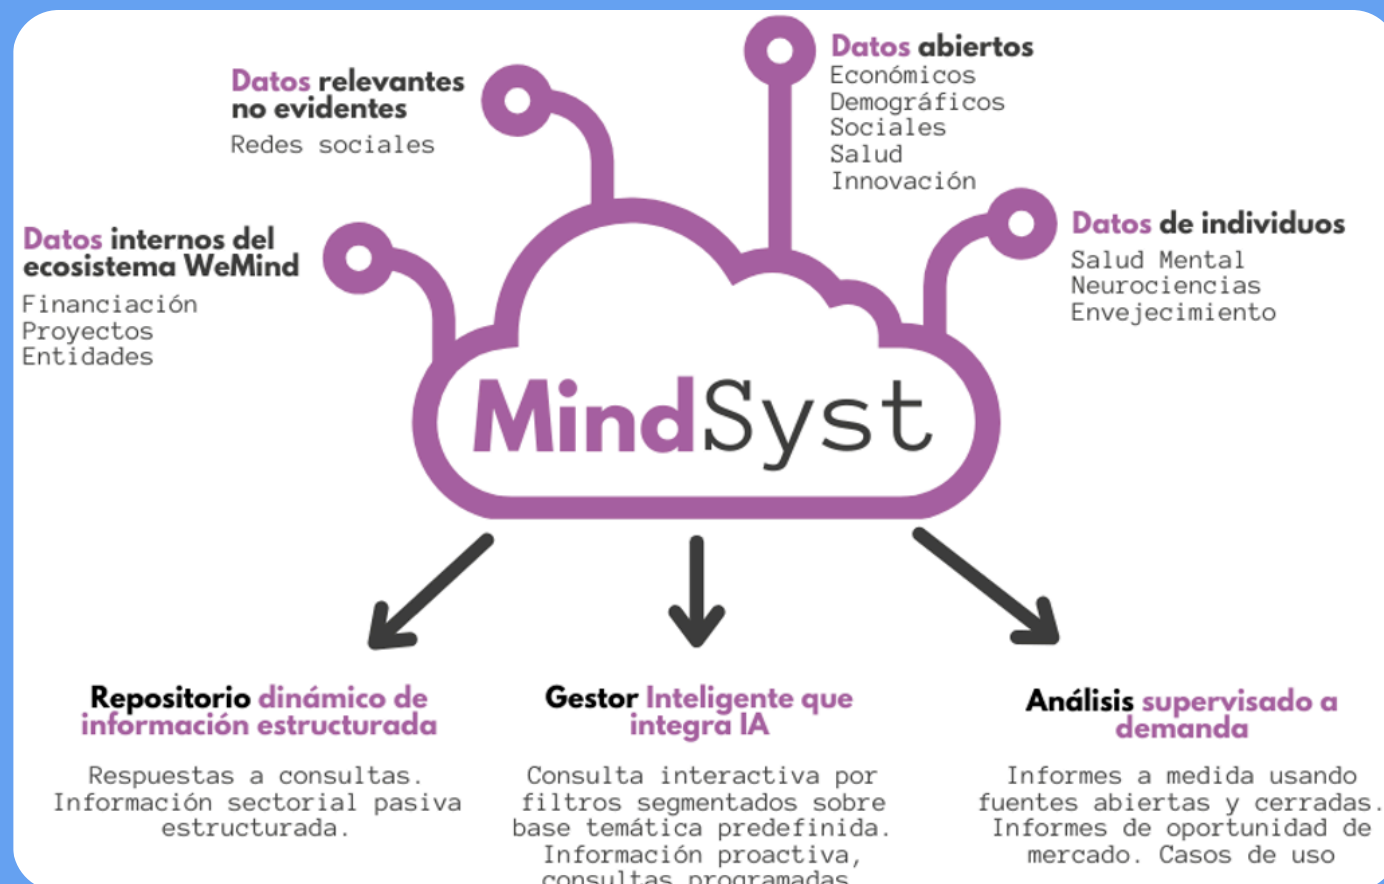 Datos relevantes
no evidentes
Redes sociales
Datos abiertos
Económicos
Demográficos
Sociales
Salud
Innovación
Datos internos del
ecosistema WeMind
Financiación
Proyectos
Entidades
Datos de individuos
Salud Mental
Neurociencias
Envejecimiento
MindSyst
Repositorio dinámico de
información estructurada
Respuestas a consultas.
Información sectorial pasiva
estructurada.
Gestor Inteligente que
integra IA
Consulta interactiva por
filtros segmentados sobre
base temática predefinida.
Información proactiva,
consultas programadas
Análisis supervisado a
demanda
Informes a medida usando
fuentes abiertas y cerradas.
Informes de oportunidad de
mercado. Casos de uso